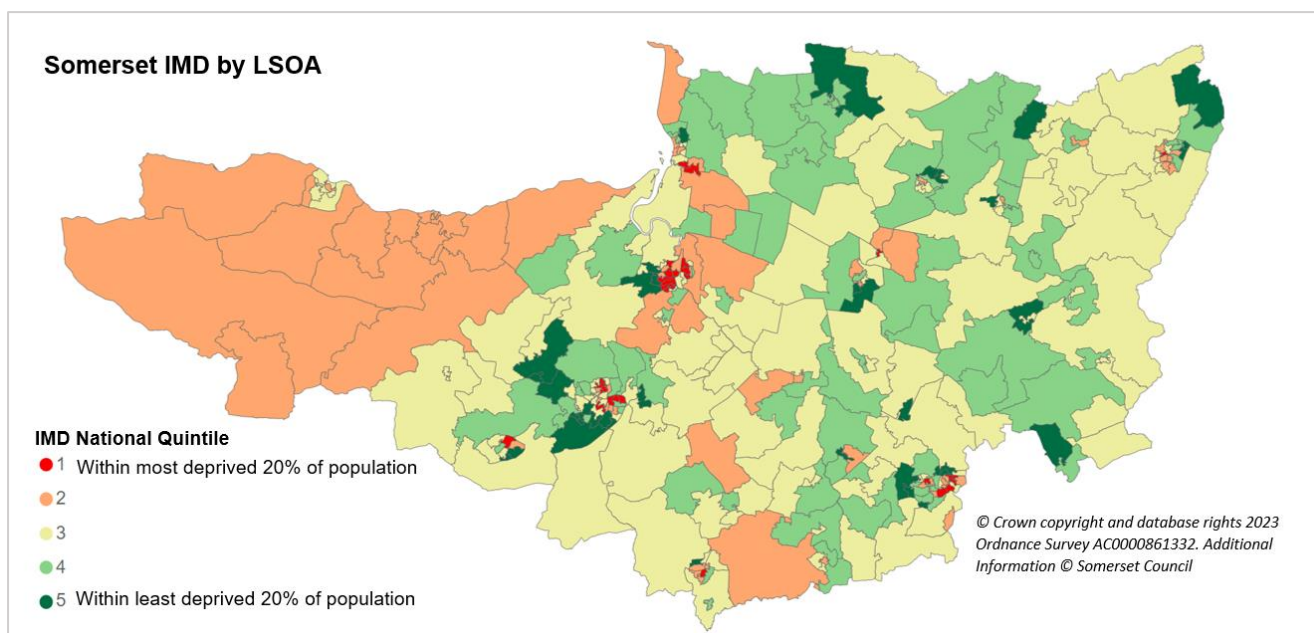 Somerset IMD by LSOA
IMD National Quintile
1 Within most deprived 20% of population
2
3
4
5 Within least deprived 20% of population
© Crown copyright and database rights 2023
Ordnance Survey AC0000861332. Additional
Information © Somerset Council